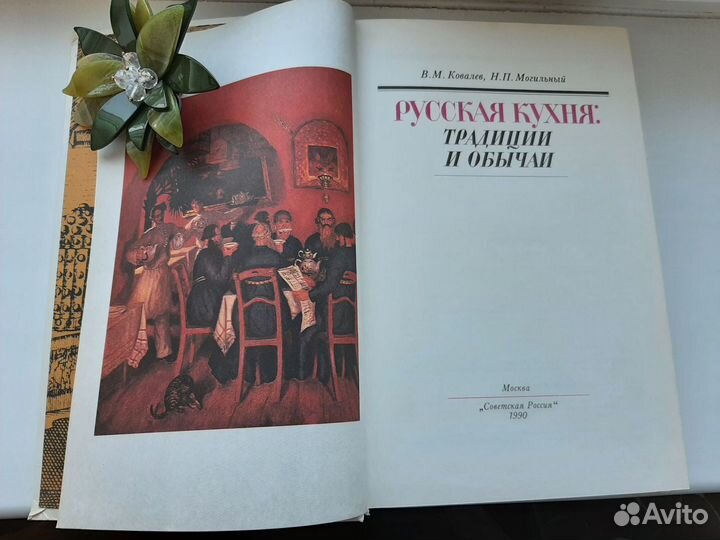 В. М. Ковалев, Н. П. Могильный
РУССКАЯ КУХНЯ:
ТРАДИЦИИ
И ОБЫЧАИ
Москва
„Советская Россия“
1990
Avito